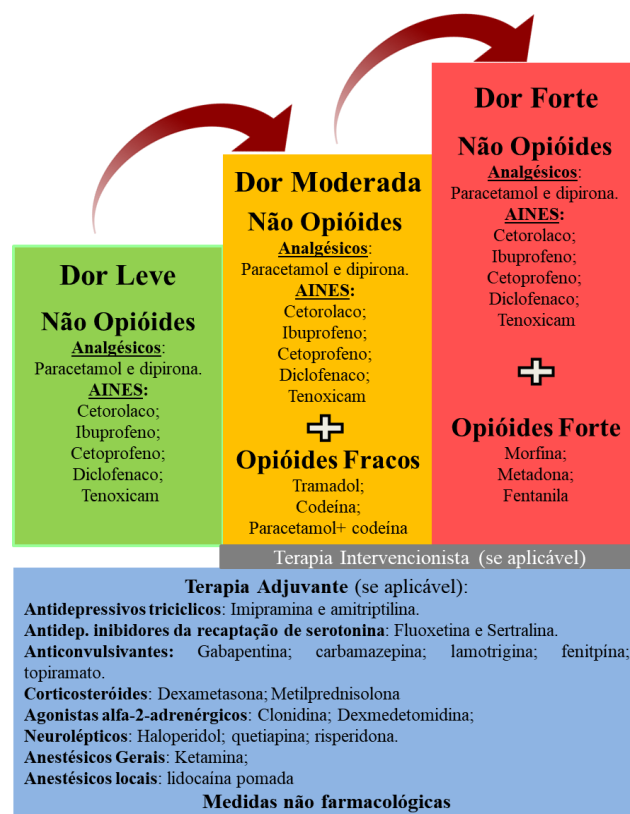 Dor Leve
Não Opióides
Analgésicos:
Paracetamol e dipirona.
AINES:
Cetorolaco;
Ibuprofeno;
Cetoprofeno;
Diclofenaco;
Tenoxicam
Dor Moderada
Não Opióides
Analgésicos:
Paracetamol e dipirona.
AINES:
Cetorolaco;
Ibuprofeno;
Cetoprofeno;
Diclofenaco;
Tenoxicam
Opióides Fracos
Tramadol;
Codeína;
Paracetamol+ codeína
Dor Forte
Não Opióides
Analgésicos:
Paracetamol e dipirona.
AINES:
Cetorolaco;
Ibuprofeno;
Cetoprofeno;
Diclofenaco;
Tenoxicam
Opióides Forte
Morfina;
Metadona;
Fentanila
Terapia Intervencionista (se aplicável)
Terapia Adjuvante (se aplicável):
Antidepressivos triciclicos: Imipramina e amitriptilina.
Antidep. inibidores da recaptação de serotonina: Fluoxetina e Sertralina.
Anticonvulsivantes: Gabapentina; carbamazepina; lamotrigina; fenitpína;
topiramato.
Corticosteróides: Dexametasona; Metilprednisolona
Agonistas alfa-2-adrenérgicos: Clonidina; Dexmedetomidina;
Neurolépticos: Haloperidol; quetiapina; risperidona.
Anestésicos Gerais: Ketamina;
Anestésicos locais: lidocaína pomada
Medidas não farmacológicas